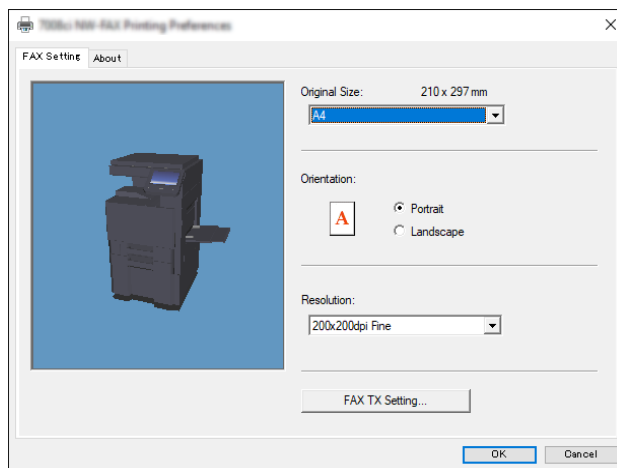 FAX Setting
About
Original Size: 210 x 297 mm
A4
Orientation:
A
Portrait
Landscape
Resolution:
200x200dpi Fine
FAX TX Setting...
OK Cancel